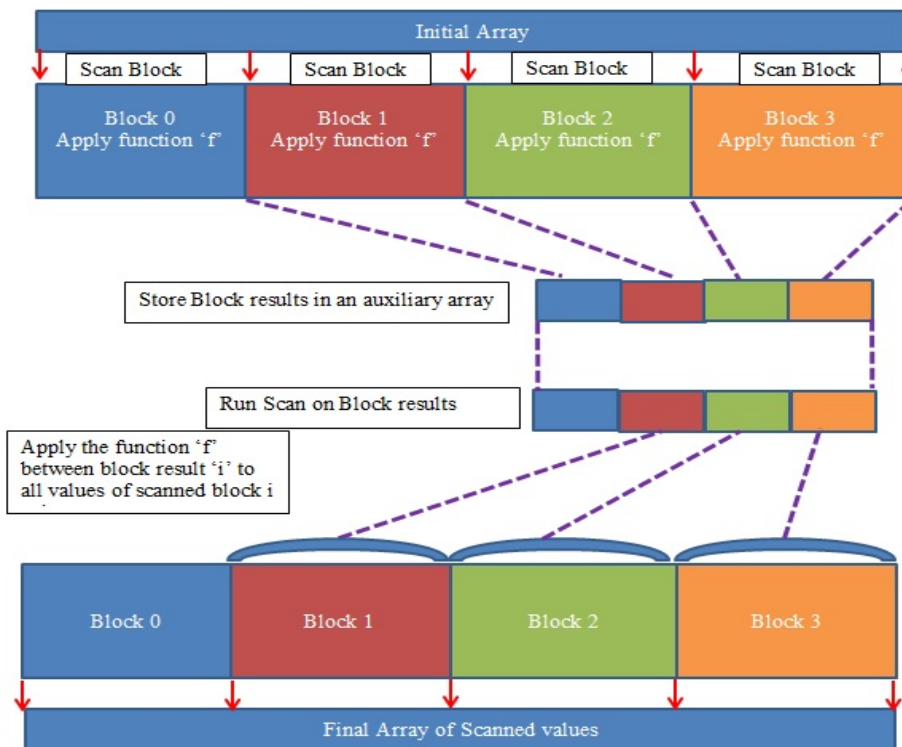 Initial Array
Scan Block
Scan Block
Scan Block
Scan Block
Block 0
Apply function ‘f’
Block 1
Apply function ‘f’
Block 2
Apply function ‘f’
Block 3
Apply function ‘f’
Store Block results in an auxiliary array
Run Scan on Block results
Apply the function ‘f’
between block result ‘i’ to
all values of scanned block i
Block 0
Block 1
Block 2
Block 3
Final Array of Scanned values